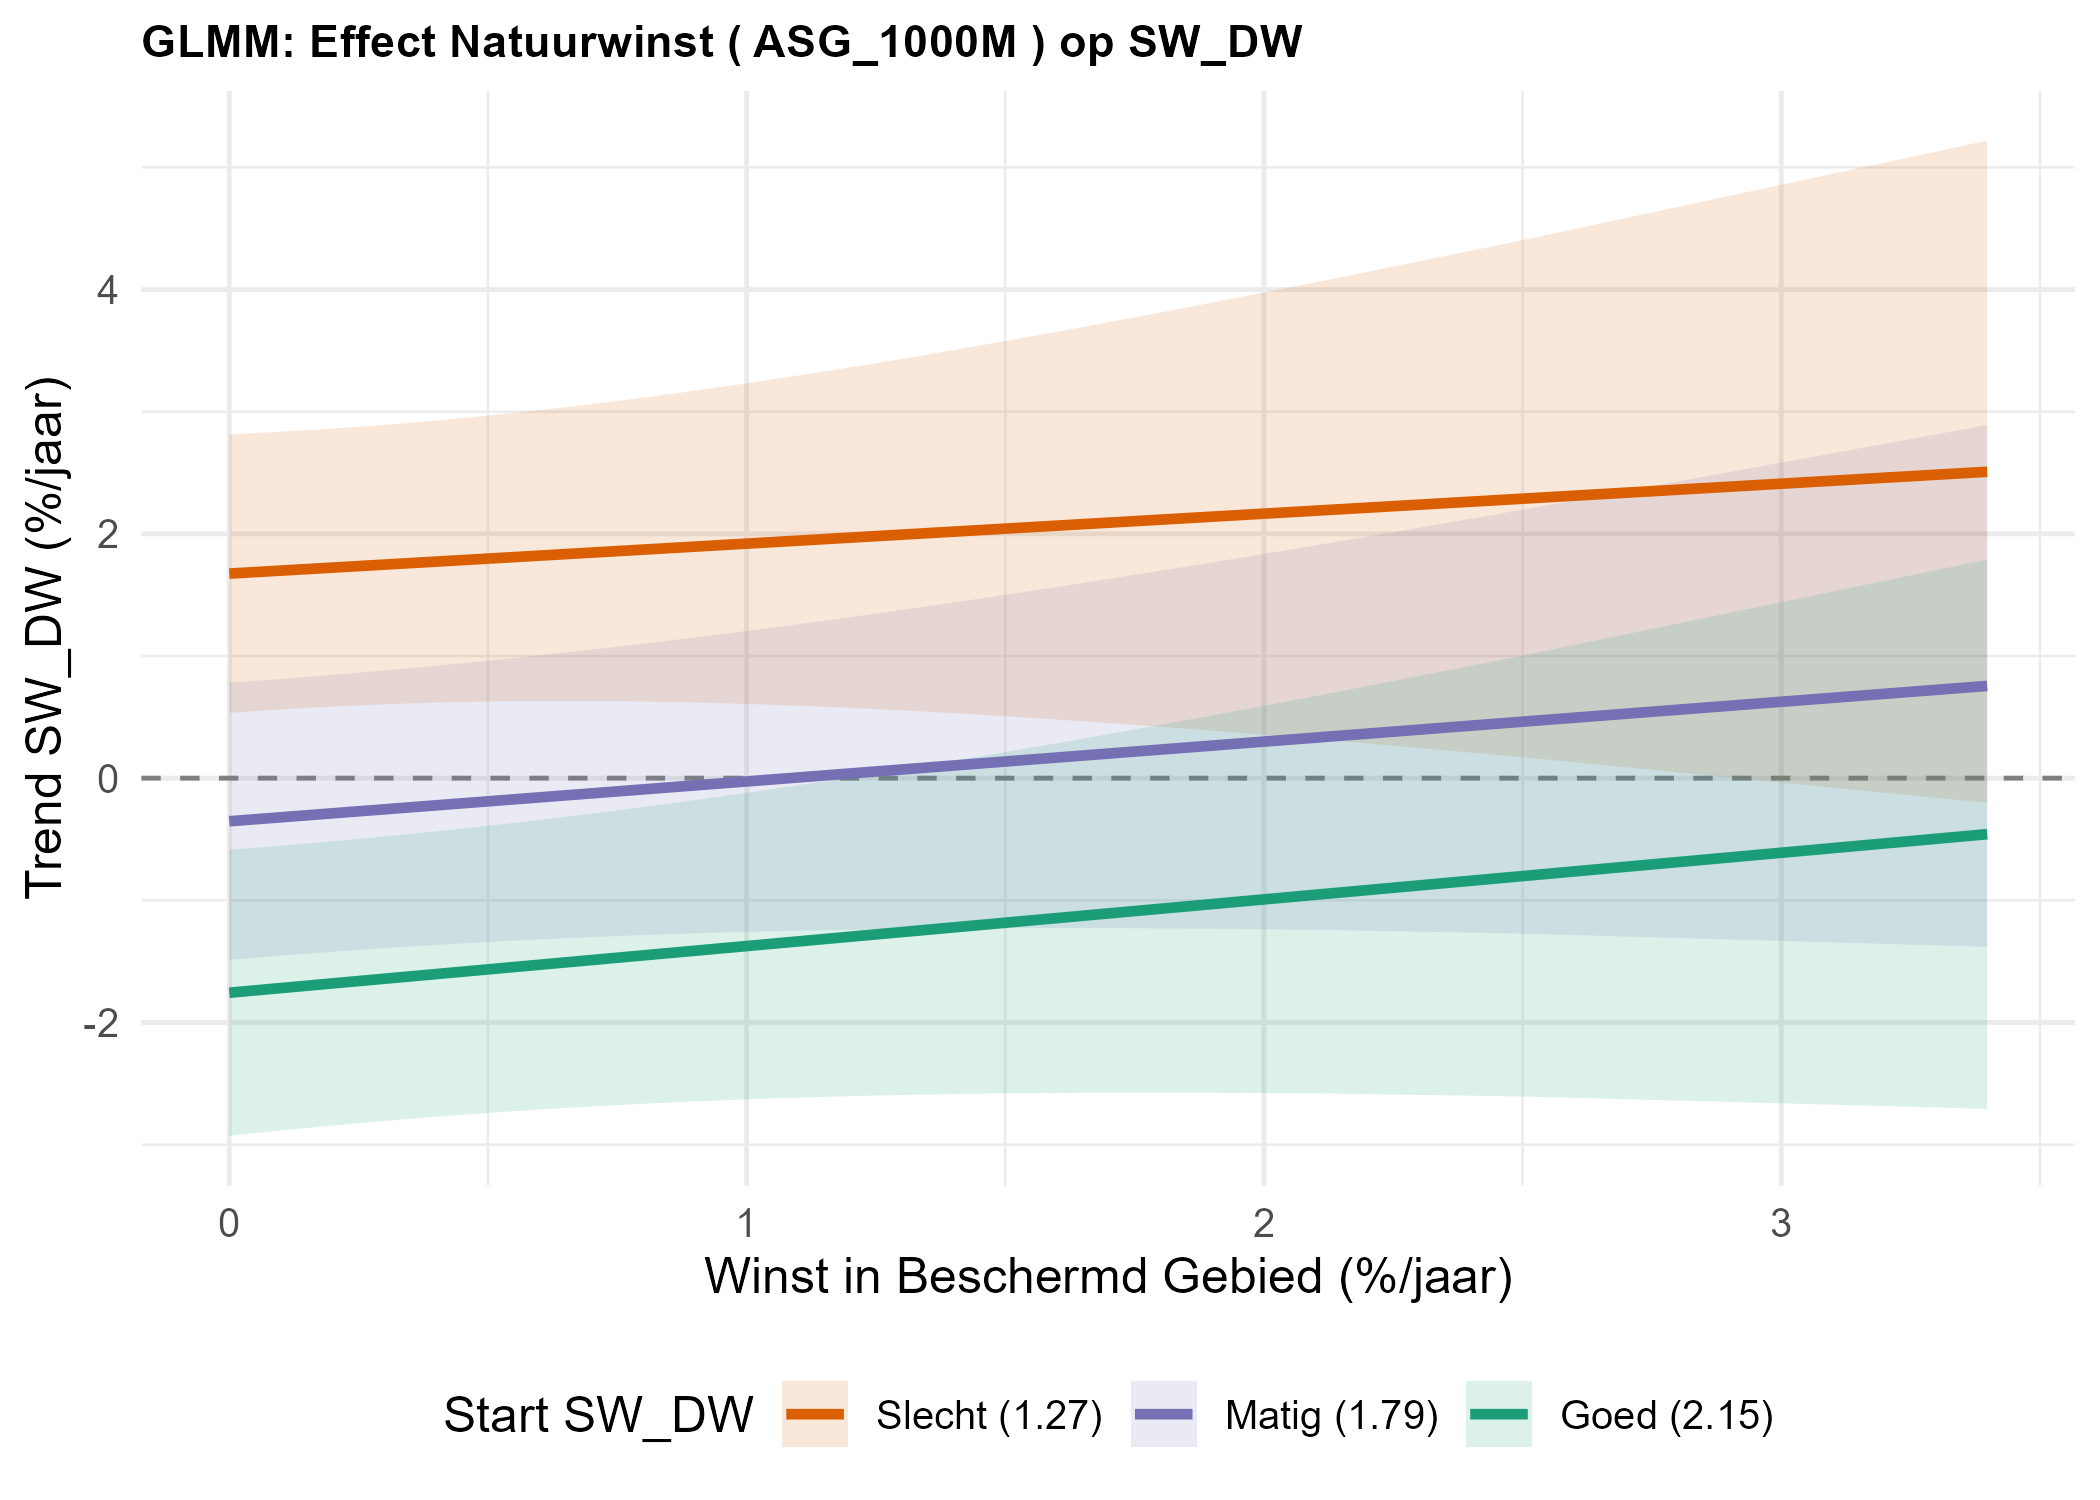 GLMM: Effect Natuurwinst ( ASG_1000M ) op SW_DW
Trend SW_DW (%/jaar)
4
2
0
-2
0 1 2 3
Winst in Beschermd Gebied (%/jaar)
Start SW_DW Slecht (1.27) Matig (1.79) Goed (2.15)